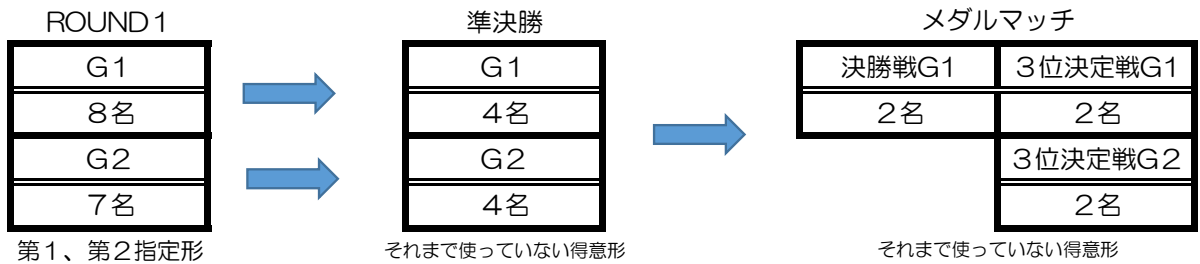 ROUND1
G1
8名
G2
7名
第1、第2指定形
準決勝
G1
4名
G2
4名
それまで使っていない得意形
メダルマッチ
決勝戦G1 3位決定戦G1
2名 2名
3位決定戦G2
2名
それまで使っていない得意形